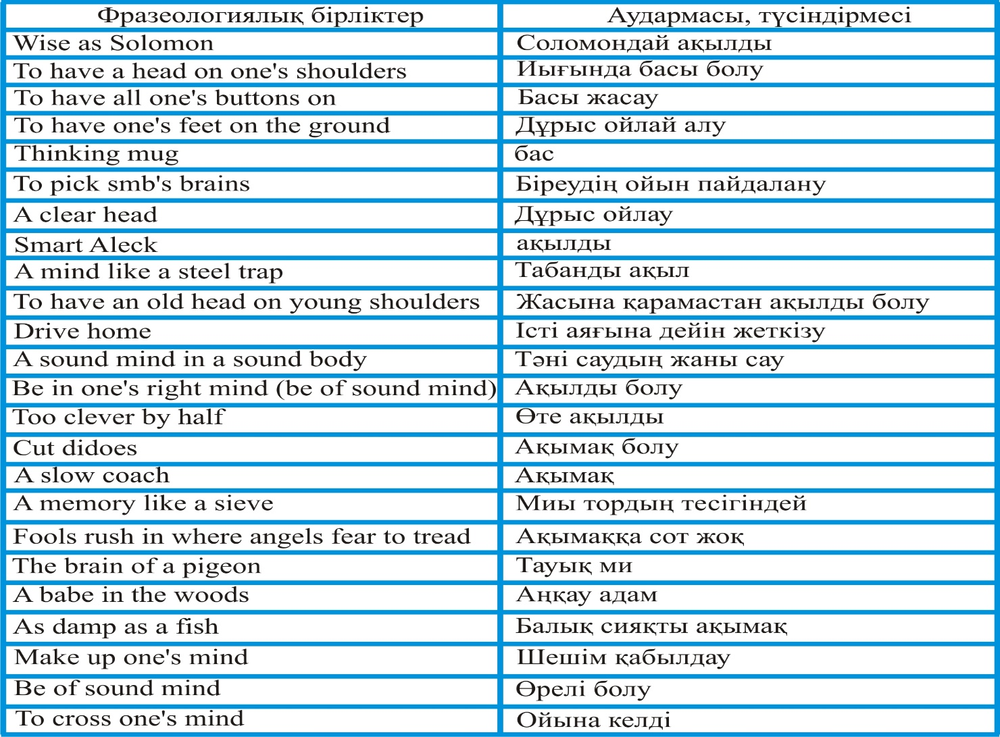 Фразеологиялық бірліктер Аудармасы, түсіндірмесі
Wise as Solomon Соломондай ақылды
To have a head on one's shoulders Иығында басы болу
To have all one's buttons on Басы жасау
To have one's feet on the ground Дұрыс ойлай алу
Thinking mug бас
To pick smb's brains Біреудің ойын пайдалану
A clear head Дұрыс ойлау
Smart Aleck ақылды
A mind like a steel trap Табанды ақыл
To have an old head on young shoulders Жасына қарамастан ақылды болу
Drive home Істі аяғына дейін жеткізу
A sound mind in a sound body Тәні саудың жаны сау
Be in one's right mind (be of sound mind) Ақылды болу
Too clever by half Өте ақылды
Cut didoes Ақымақ болу
A slow coach Ақымақ
A memory like a sieve Миы тордың тесігіндей
Fools rush in where angels fear to tread Ақымаққа сот жоқ
The brain of a pigeon Тауық ми
A babe in the woods Аңқау адам
As damp as a fish Балық сияқты ақымақ
Make up one's mind Шешім қабылдау
Be of sound mind Өрелі болу
To cross one's mind Ойына келді